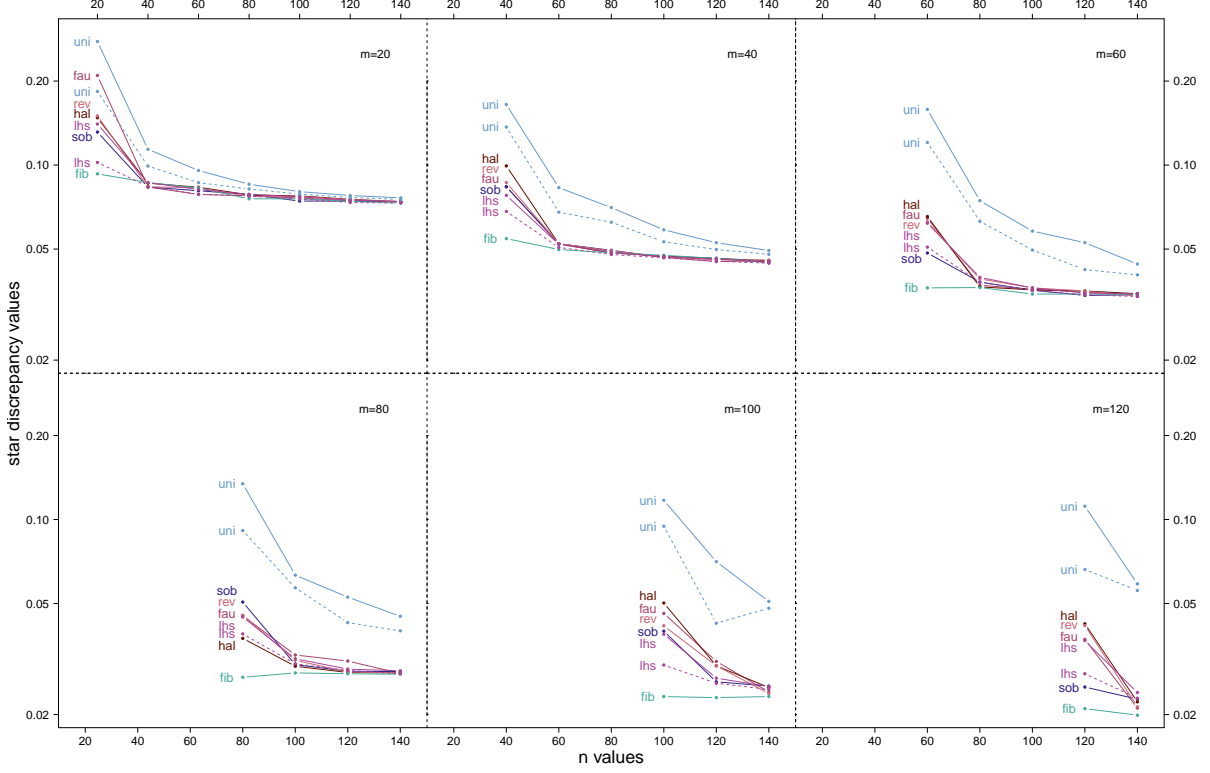 20 40 60 80 100 120 140 20 40 60 80 100 120 140 20 40 60 80 100 120 140
m=20
m=40
m=60
0.20
0.10
0.05
0.02
0.20
0.10
0.05
0.02
uni
fau
uni
rev
hal
lhs
sob
lhs
fib
uni
uni
hal
rev
fau
sob
lhs
lhs
fib
uni
uni
hal
fau
rev
lhs
lhs
sob
fib
star discrepancy values
m=80
m=100
m=120
0.20
0.10
0.05
0.02
0.20
0.10
0.05
0.02
uni
uni
sob
rev
fau
lhs
lhs
hal
fib
uni
uni
hal
fau
rev
sob
lhs
lhs
fib
uni
uni
hal
rev
fau
lhs
lhs
sob
fib
20 40 60 80 100 120 140 20 40 60 80 100 120 140 20 40 60 80 100 120 140
n values